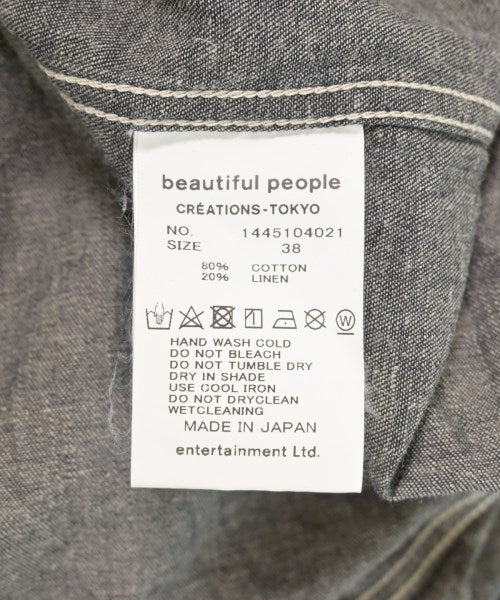 beautiful people
CRÉATIONS-TOKYO
NO. 1445104021
SIZE 38
80% COTTON
20% LINEN
W
HAND WASH COLD
DO NOT BLEACH
DO NOT TUMBLE DRY
DRY IN SHADE
USE COOL IRON
DO NOT DRYCLEAN
WETCLEANING
MADE IN JAPAN
entertainment Ltd.